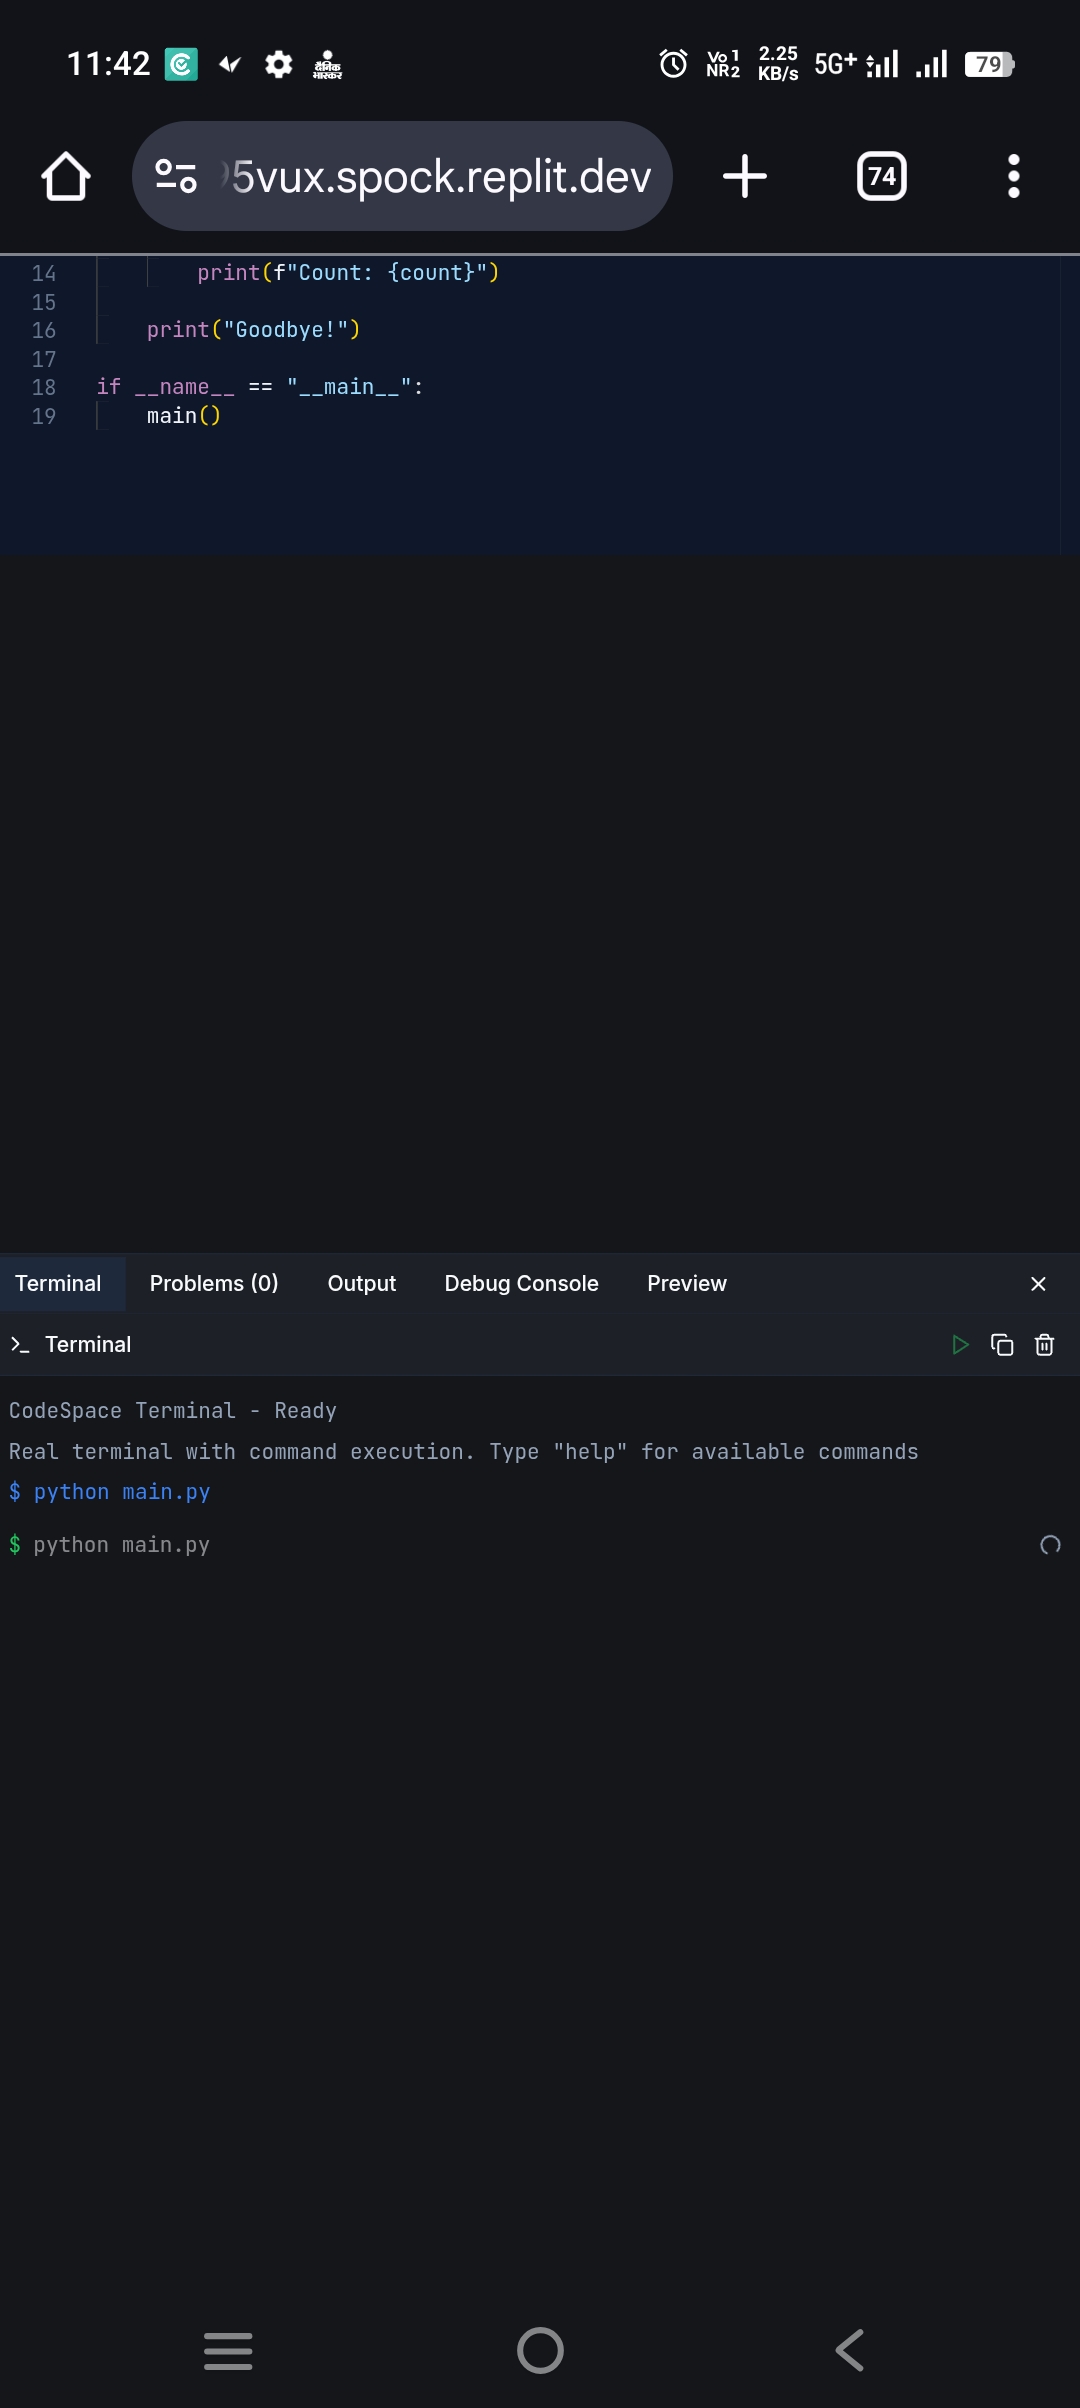 11:42
दैनिक
भास्कर
Vo 1
NR 2
2.25
KB/s
5G+
79
5vux.spock.replit.dev
74
14 print(f"Count: {count}")
15
16 print("Goodbye!")
17
18 if __name__ == "__main__":
19 main()
Terminal Problems (0) Output Debug Console Preview
Terminal
CodeSpace Terminal - Ready
Real terminal with command execution. Type "help" for available commands
$ python main.py
$ python main.py